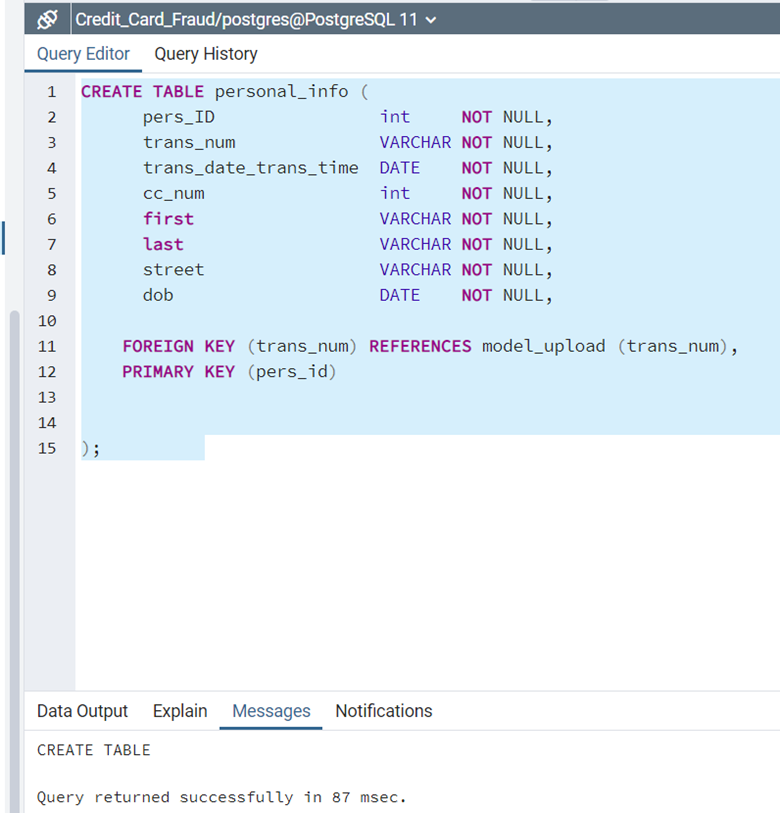 Credit_Card_Fraud/postgres@PostgreSQL 11
Query Editor Query History
1 CREATE TABLE personal_info (
2 pers_ID int NOT NULL,
3 trans_num VARCHAR NOT NULL,
4 trans_date_trans_time DATE NOT NULL,
5 cc_num int NOT NULL,
6 first VARCHAR NOT NULL,
7 last VARCHAR NOT NULL,
8 street VARCHAR NOT NULL,
9 dob DATE NOT NULL,
10
11 FOREIGN KEY (trans_num) REFERENCES model_upload (trans_num),
12 PRIMARY KEY (pers_id)
13
14
15 );
Data Output Explain Messages Notifications
CREATE TABLE
Query returned successfully in 87 msec.